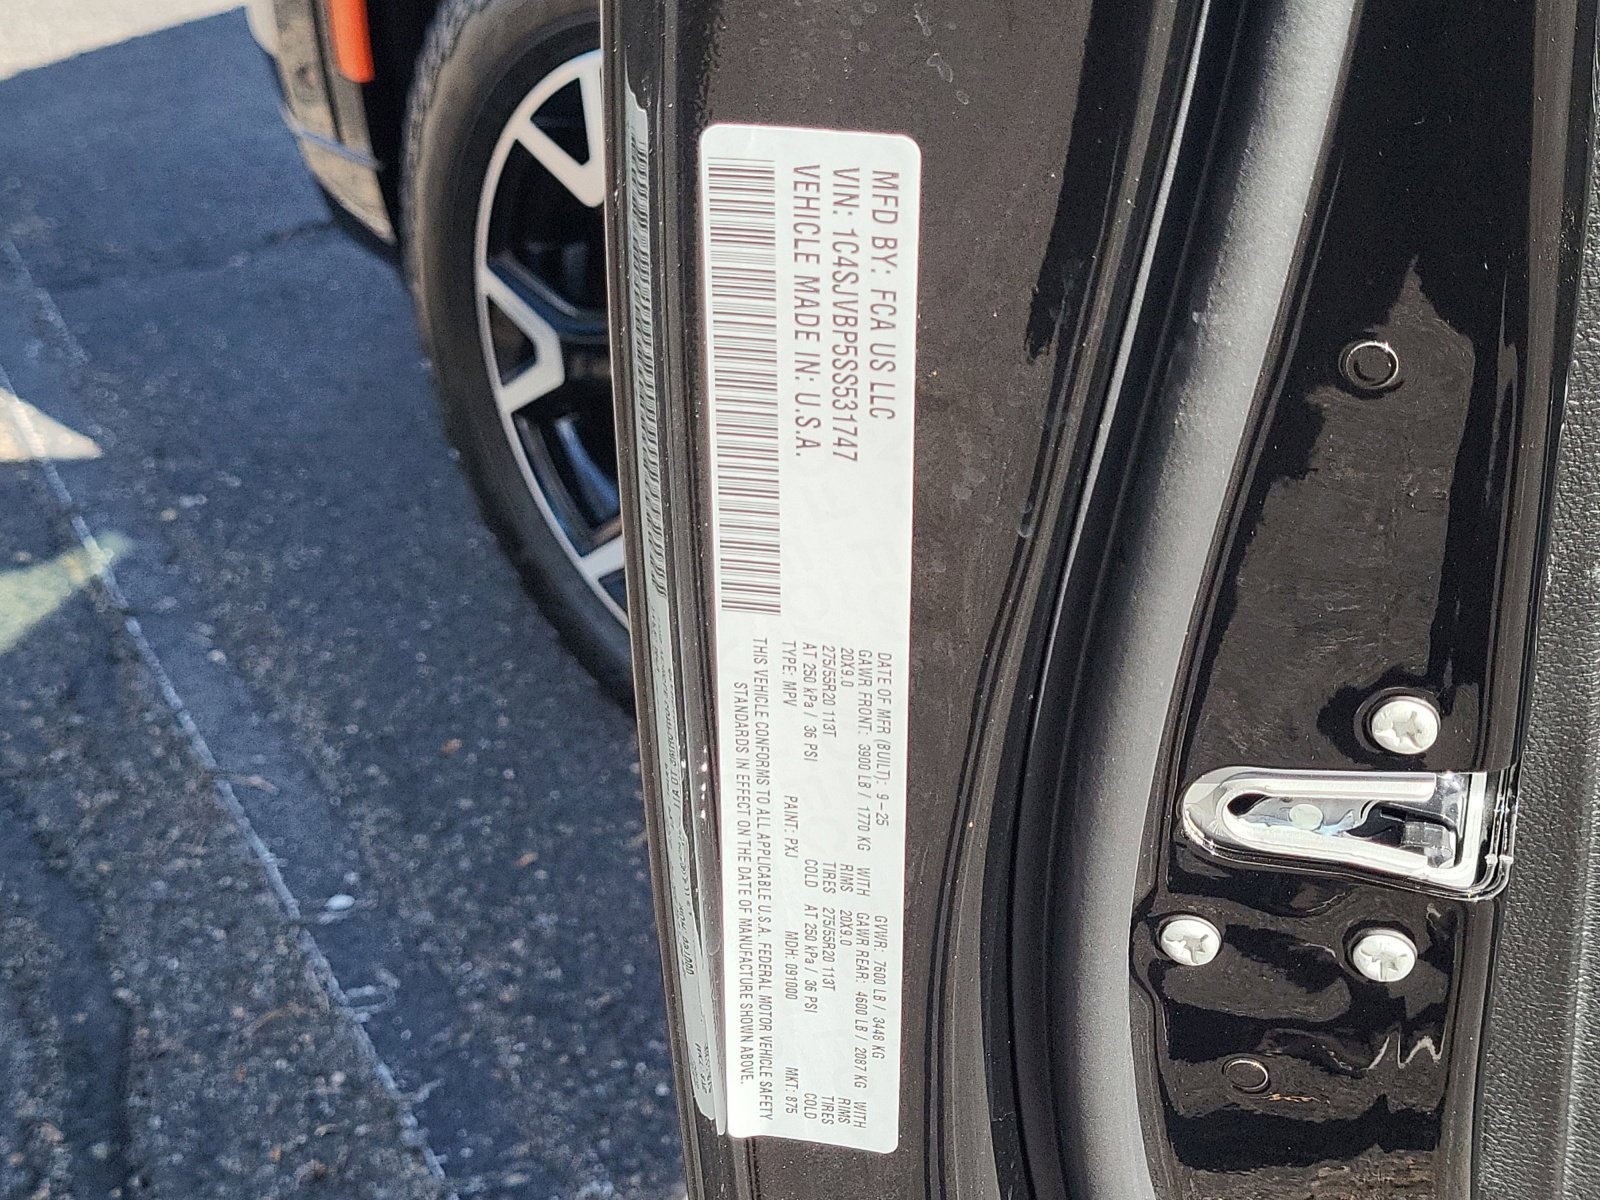 MFD BY: FCA US LLC
VIN: 1C4SJVBP5SS531747
VEHICLE MADE IN: U.S.A.
DATE OF MFR (BUILT): 9-25 GVWR: 7600 LB / 3448 KG
GAWR FRONT: 3900 LB / 1770 KG WITH GAWR REAR: 4600 LB / 2087 KG WITH
20X9.0 RIMS 20X9.0 RIMS
275/55R20 113T TIRES 275/55R20 113T TIRES
AT 250 kPa / 36 PSI COLD AT 250 kPa / 36 PSI COLD
TYPE: MPV PAINT: PXJ MDH: 091000 MKT: 875
THIS VEHICLE CONFORMS TO ALL APPLICABLE U.S.A. FEDERAL MOTOR VEHICLE SAFETY
STANDARDS IN EFFECT ON THE DATE OF MANUFACTURE SHOWN ABOVE.